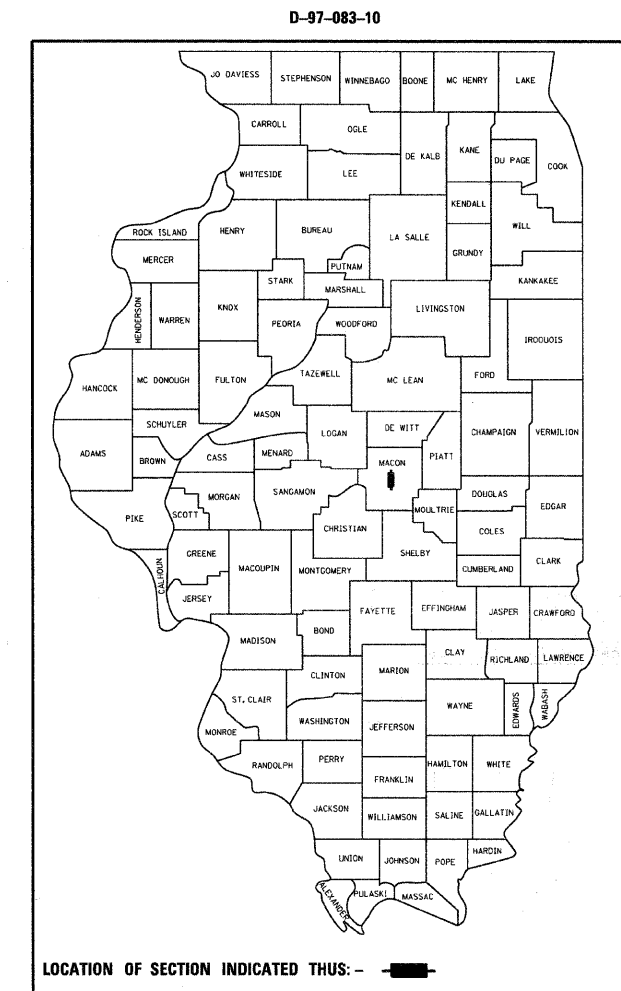 D-97-083-10
JO DAVIESS
STEPHENSON
WINNEBAGO
BOONE
MC HENRY
LAKE
CARROLL
OGLE
DE KALB
KANE
DU PAGE
COOK
WHITESIDE
LEE
KENDALL
ROCK ISLAND
HENRY
BUREAU
LA SALLE
GRUNDY
WILL
MERCER
PUTNAM
STARK
MARSHALL
KANKAKEE
HENDERSON
WARREN
KNOX
PEORIA
WOODFORD
LIVINGSTON
IROQUOIS
HANCOCK
MC DONOUGH
FULTON
TAZEWELL
MC LEAN
FORD
MASON
SCHUYLER
LOGAN
DE WITT
CHAMPAIGN
VERMILION
ADAMS
BROWN
CASS
MENARD
MACON
PIATT
PIKE
SCOTT
MORGAN
SANGAMON
MOULTRIE
DOUGLAS
EDGAR
CHRISTIAN
COLES
CALHOUN
GREENE
MACOUPIN
MONTGOMERY
SHELBY
CUMBERLAND
CLARK
JERSEY
FAYETTE
EFFINGHAM
JASPER
CRAWFORD
MADISON
BOND
CLAY
RICHLAND
LAWRENCE
CLINTON
MARION
ST. CLAIR
WAYNE
EDWARDS
WABASH
MONROE
WASHINGTON
JEFFERSON
RANDOLPH
PERRY
HAMILTON
WHITE
FRANKLIN
JACKSON
WILLIAMSON
SALINE
GALLATIN
UNION
JOHNSON
POPE
HARDIN
ALEXANDER
PULASKI
MASSAC
LOCATION OF SECTION INDICATED THUS: -